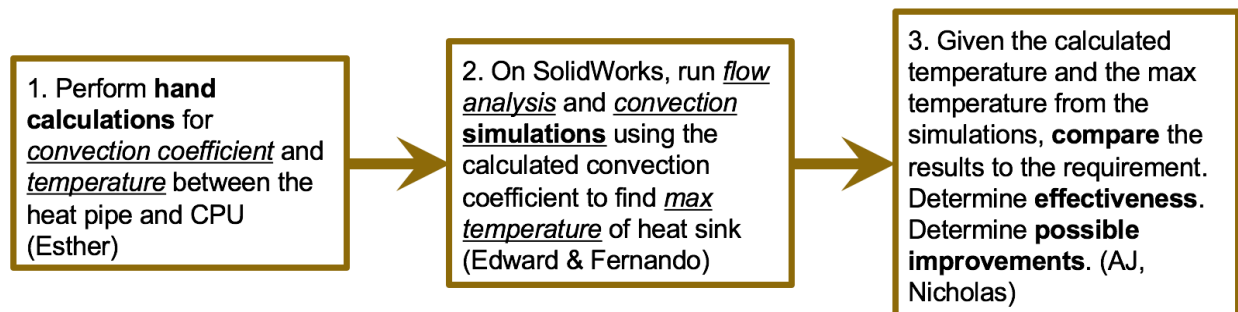 1. Perform hand
calculations for
convection coefficient and
temperature between the
heat pipe and CPU
(Esther)
2. On SolidWorks, run flow
analysis and convection
simulations using the
calculated convection
coefficient to find max
temperature of heat sink
(Edward & Fernando)
3. Given the calculated
temperature and the max
temperature from the
simulations, compare the
results to the requirement.
Determine effectiveness.
Determine possible
improvements. (AJ,
Nicholas)